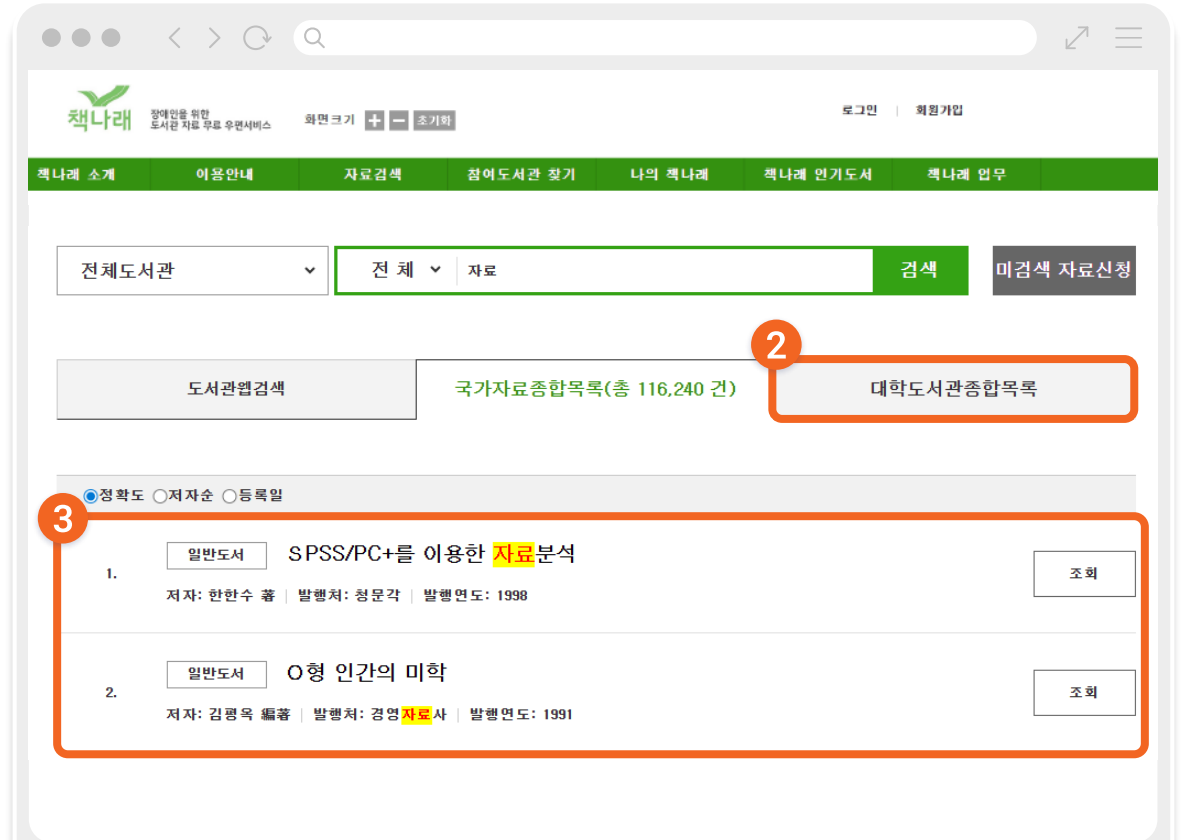 책나래
장애인을 위한
도서관 자료 무료 우편서비스
화면크기 + - 초기화
로그인 | 회원가입
책나래 소개 이용안내 자료검색 참여도서관 찾기 나의 책나래 책나래 인기도서 책나래 업무
전체도서관 전체 자료 검색 미검색 자료신청
2
도서관웹검색 국가자료종합목록(총 116,240 건) 대학도서관종합목록
정확도 저자순 등록일
3
1. 일반도서 SPSS/PC+를 이용한 자료분석
저자: 한한수 著 | 발행처: 청문각 | 발행연도: 1998
조회
2. 일반도서 O형 인간의 미학
저자: 김평옥 編著 | 발행처: 경영자료사 | 발행연도: 1991
조회